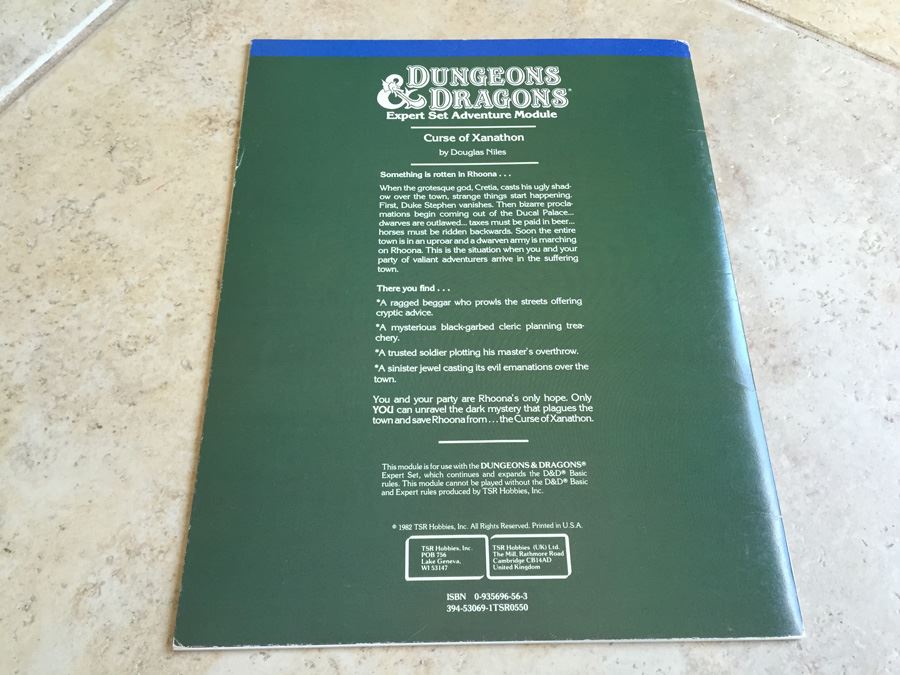 DUNGEONS
& DRAGONS™
Expert Set Adventure Module
Curse of Xanathon
by Douglas Niles
Something is rotten in Rhoona . . .
When the grotesque god, Cretia, casts his ugly shad-
ow over the town, strange things start happening.
First, Duke Stephen vanishes. Then bizarre procla-
mations begin coming out of the Ducal Palace...
dwarves are outlawed... taxes must be paid in beer...
horses must be ridden backwards. Soon the entire
town is in an uproar and a dwarven army is marching
on Rhoona. This is the situation when you and your
party of valiant adventurers arrive in the suffering
town.
There you find . . .
*A ragged beggar who prowls the streets offering
cryptic advice.
*A mysterious black-garbed cleric planning trea-
chery.
*A trusted soldier plotting his master's overthrow.
*A sinister jewel casting its evil emanations over the
town.
You and your party are Rhoona's only hope. Only
YOU can unravel the dark mystery that plagues the
town and save Rhoona from . . . the Curse of Xanathon.
This module is for use with the DUNGEONS & DRAGONS®
Expert Set, which continues and expands the D&D® Basic
rules. This module cannot be played without the D&D® Basic
and Expert rules produced by TSR Hobbies, Inc.
© 1982 TSR Hobbies, Inc. All Rights Reserved. Printed in U.S.A.
TSR Hobbies, Inc.
POB 756
Lake Geneva,
WI 53147
TSR Hobbies (UK) Ltd.
The Mill, Rathmore Road
Cambridge CB14AD
United Kingdom
ISBN 0-935696-56-3
394-53069-1TSR0550